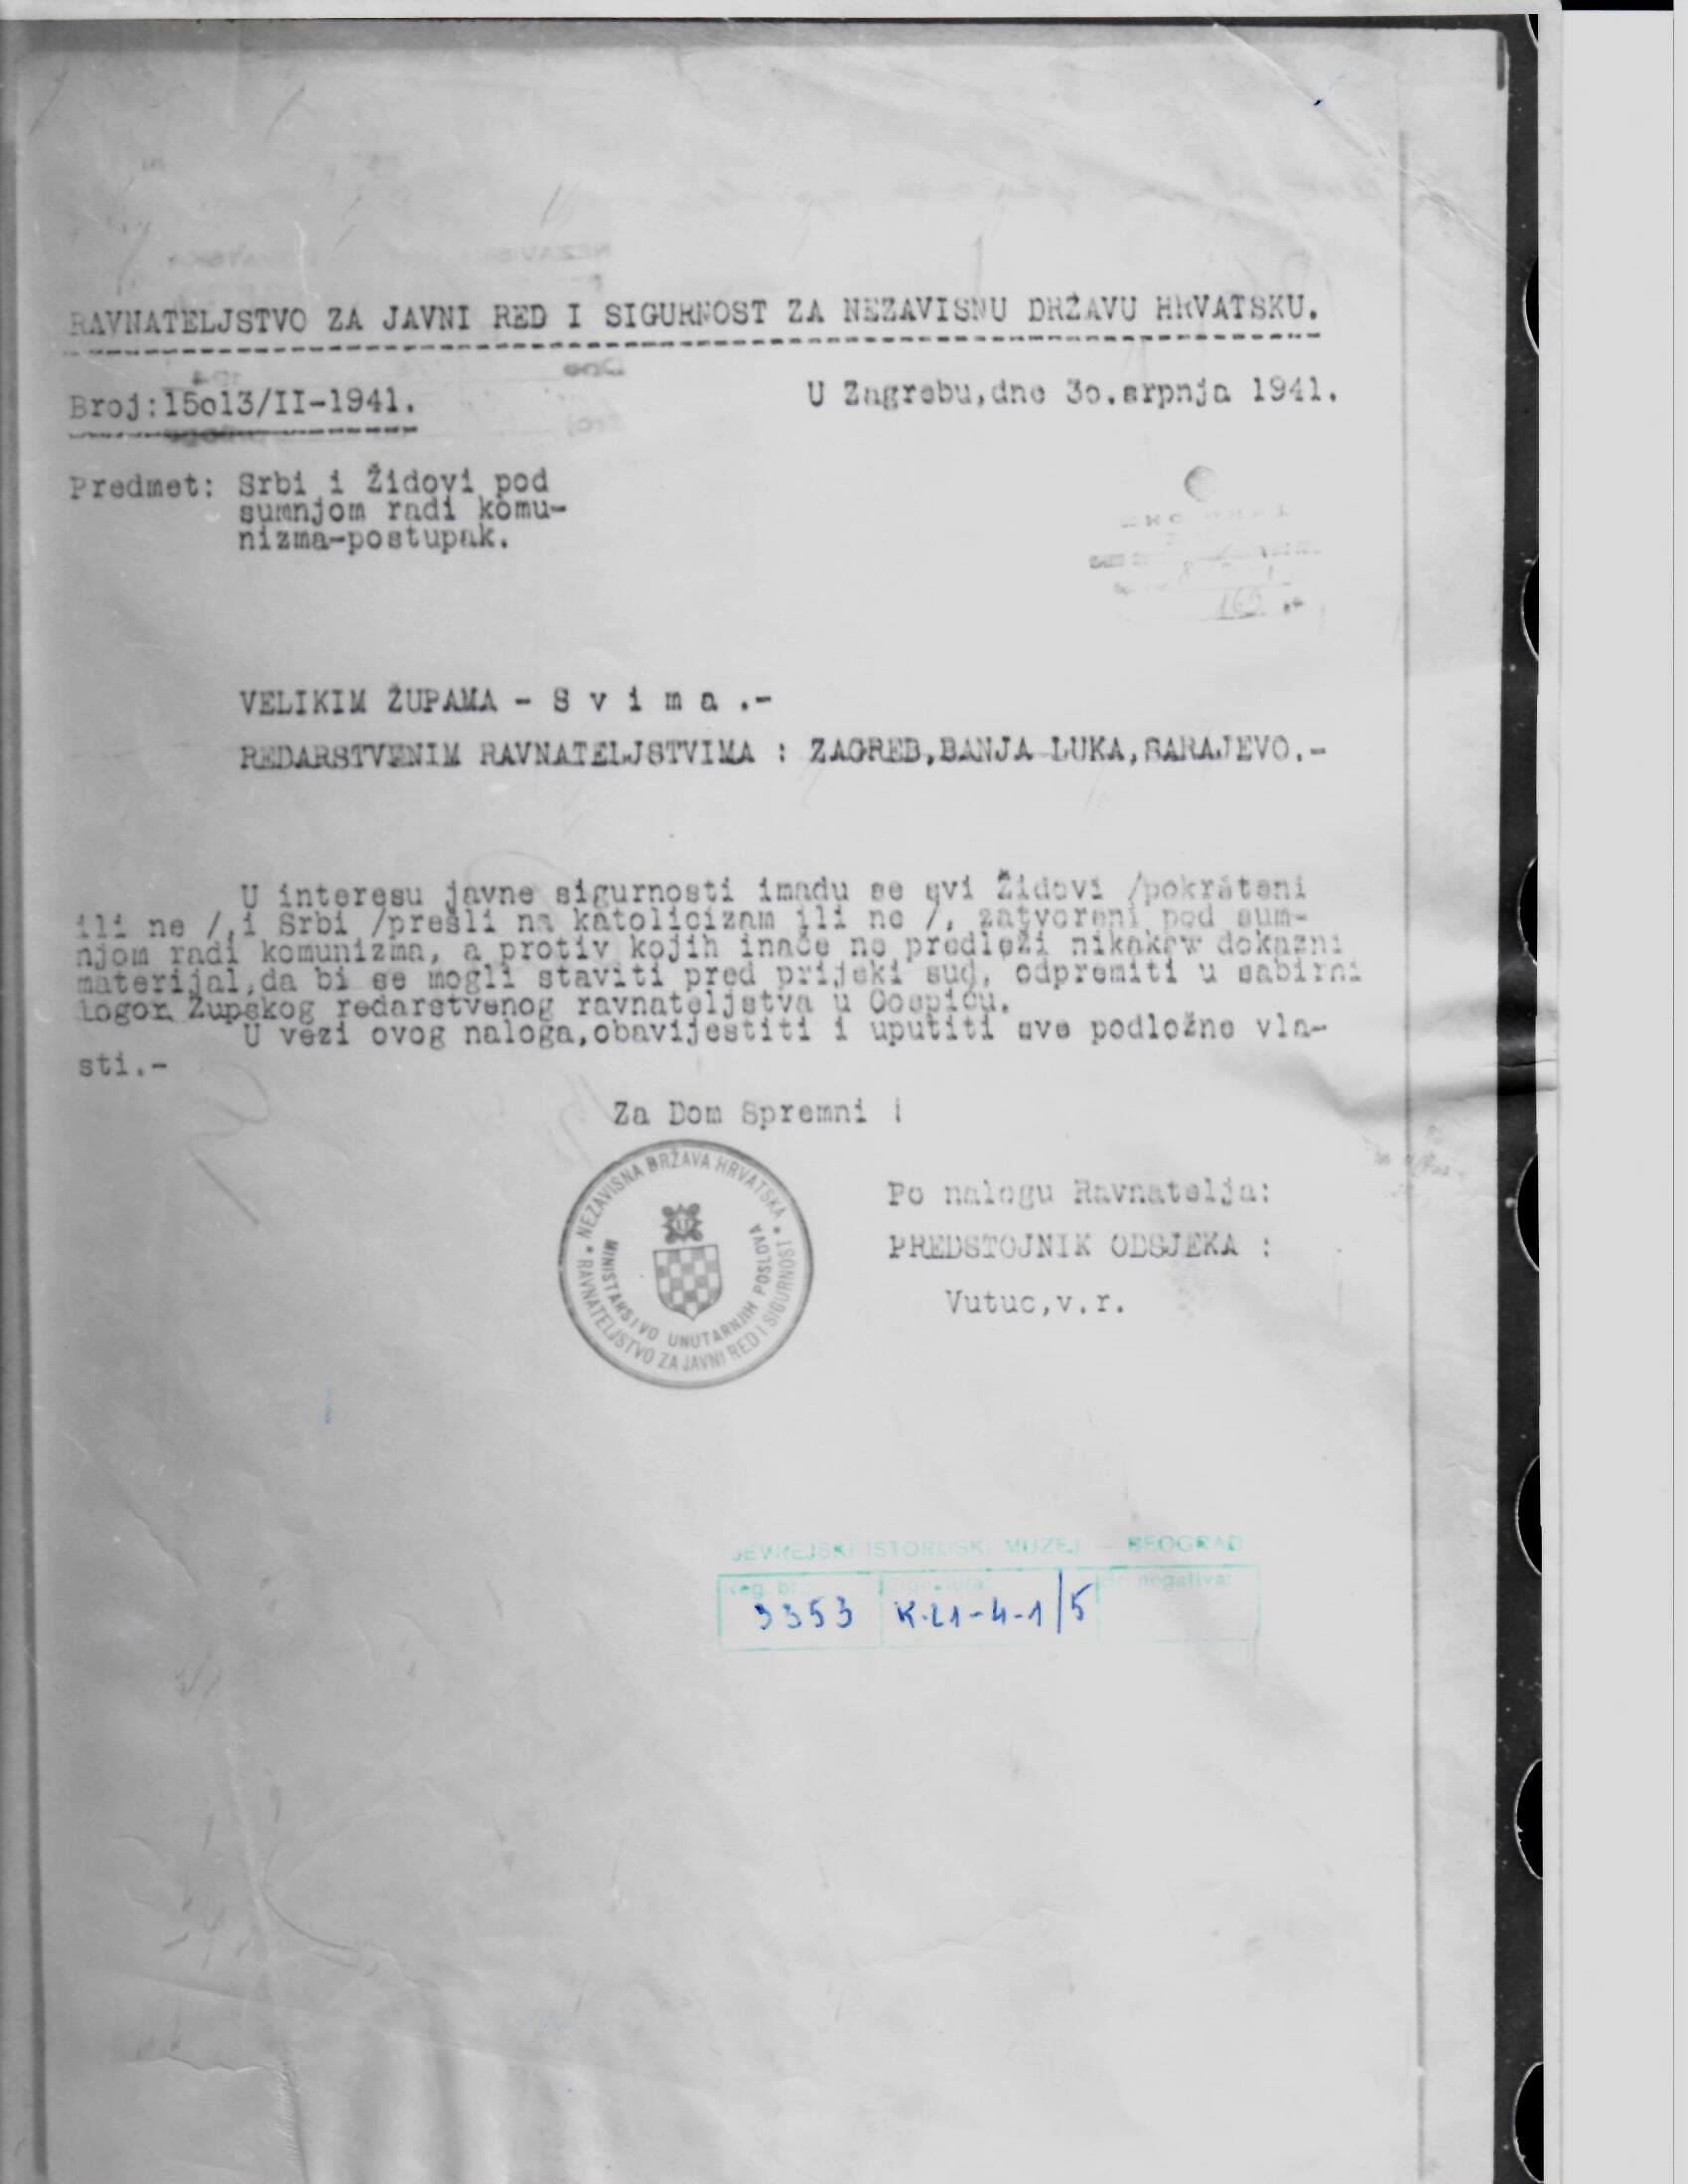 RAVNATELJSTVO ZA JAVNI RED I SIGURNOST ZA NEZAVISNU DRŽAVU HRVATSKU.
Broj:15o13/II-1941.
U Zagrebu,dne 3o.srpnja 1941.
Predmet: Srbi i Židovi pod
sumnjom radi komu-
nizma-postupak.
169
VELIKIM ŽUPAMA - S v i m a .-
REDARSTVENIM RAVNATELJSTVIMA : ZAGREB,BANJA LUKA,SARAJEVO.-
U interesu javne sigurnosti imadu se svi Židovi /pokršteni
ili ne /,i Srbi /prešli na katolicizam ili ne /, zatvoreni pod sum-
njom radi komunizma, a protiv kojih inače ne predleži nikakav dokazni
materijal,da bi se mogli staviti pred prijeki sud, odpremiti u sabirni
logor Župskog redarstvenog ravnateljstva u Gospiću.
U vezi ovog naloga,obavijestiti i uputiti sve podložne vla-
sti.-
Za Dom Spremni !
NEZAVISNA DRŽAVA HRVATSKA
MINISTARSTVO UNUTARNJIH POSLOVA
RAVNATELJSTVO ZA JAVNI RED I SIGURNOST
Po nalogu Ravnatelja:
PREDSTOJNIK ODSJEKA :
Vutuc,v.r.
JEVREJSKI ISTORIJSKI MUZEJ — BEOGRAD
Reg. br. Signatura: Br. negativa:
3353 K.21-4-1/5